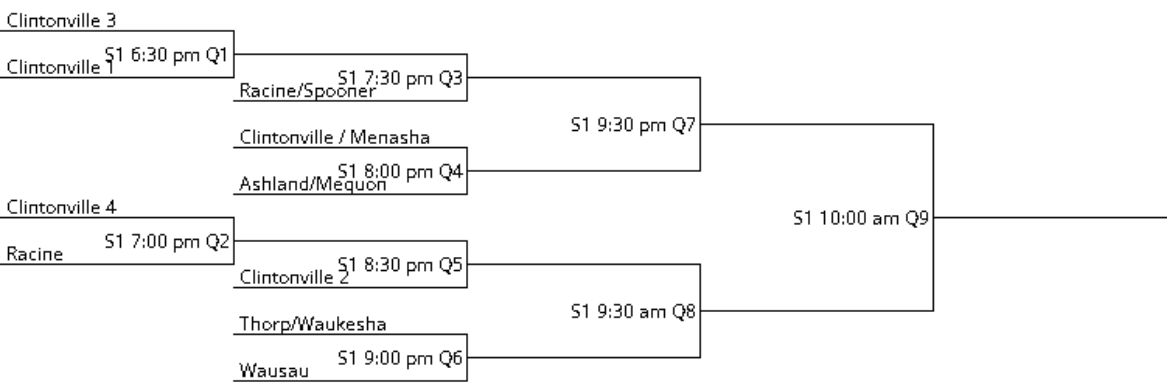 Clintonville 3
S1 6:30 pm Q1
Clintonville 1
S1 7:30 pm Q3
Racine/Spooner
S1 9:30 pm Q7
Clintonville / Menasha
S1 8:00 pm Q4
Ashland/Mequon
Clintonville 4
S1 10:00 am Q9
S1 7:00 pm Q2
Racine
S1 8:30 pm Q5
Clintonville 2
S1 9:30 am Q8
Thorp/Waukesha
S1 9:00 pm Q6
Wausau